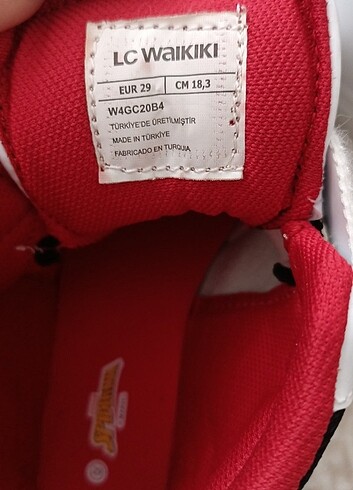 LC WAIKIKI
EUR 29 CM 18,3
W4GC20B4
TÜRKİYE'DE ÜRETİLMİŞTİR
MADE IN TÜRKİYE
FABRICADO EN TURQUIA